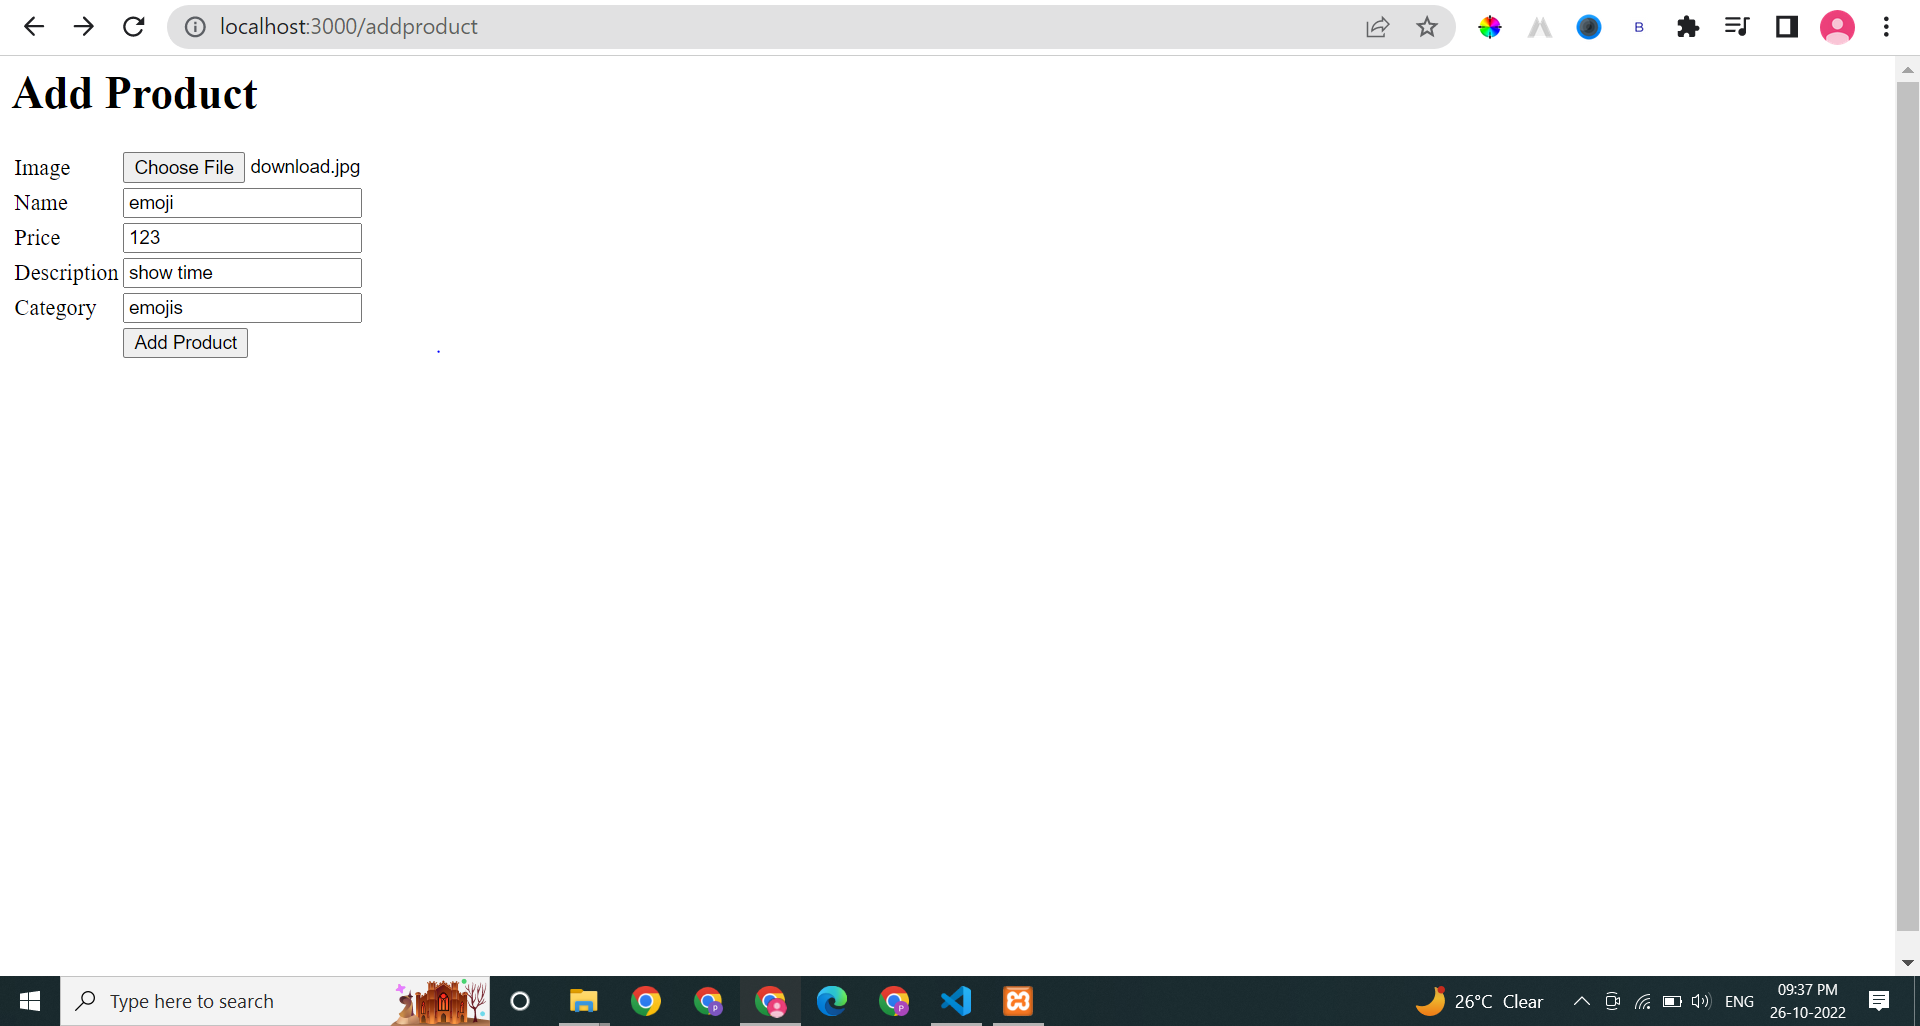 localhost:3000/addproduct
B
Add Product
Image Choose File download.jpg
Name emoji
Price 123
Description show time
Category emojis
Add Product
Type here to search
P
P
26°C Clear
ENG
09:37 PM
26-10-2022